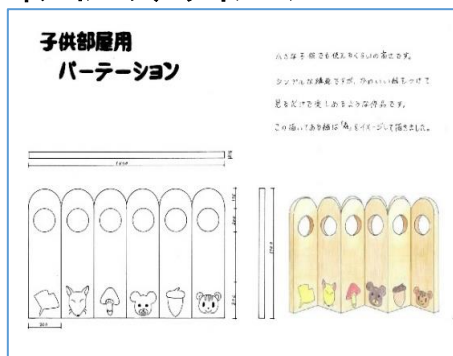 子供部屋用
パーテーション
小さな子供でも使えるくらいの高さです。
シンプルな構造ですが、かわいい絵をつけて
見るだけで楽しめるような作品です。
この描いてある絵は「森」をイメージして描きました。